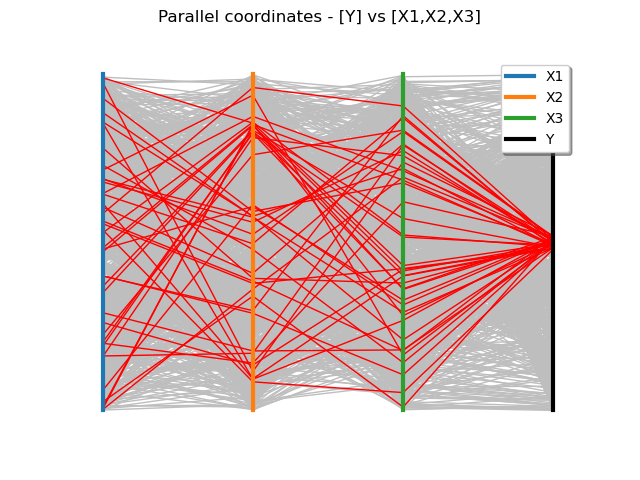 Parallel coordinates - [Y] vs [X1,X2,X3]
X1
X2
X3
Y